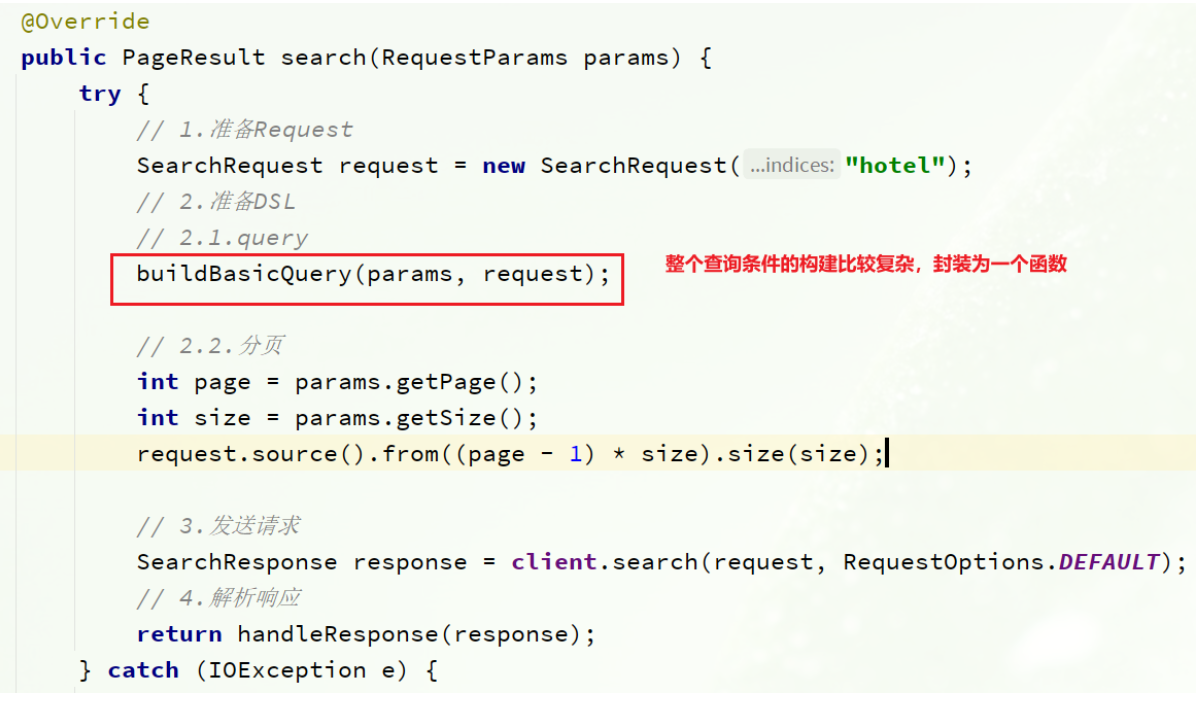 @Override
public PageResult search(RequestParams params) {
try {
// 1.准备Request
SearchRequest request = new SearchRequest( ...indices: "hotel");
// 2.准备DSL
// 2.1.query
buildBasicQuery(params, request);
整个查询条件的构建比较复杂，封装为一个函数
// 2.2.分页
int page = params.getPage();
int size = params.getSize();
request.source().from((page - 1) * size).size(size);
// 3.发送请求
SearchResponse response = client.search(request, RequestOptions.DEFAULT);
// 4.解析响应
return handleResponse(response);
} catch (IOException e) {